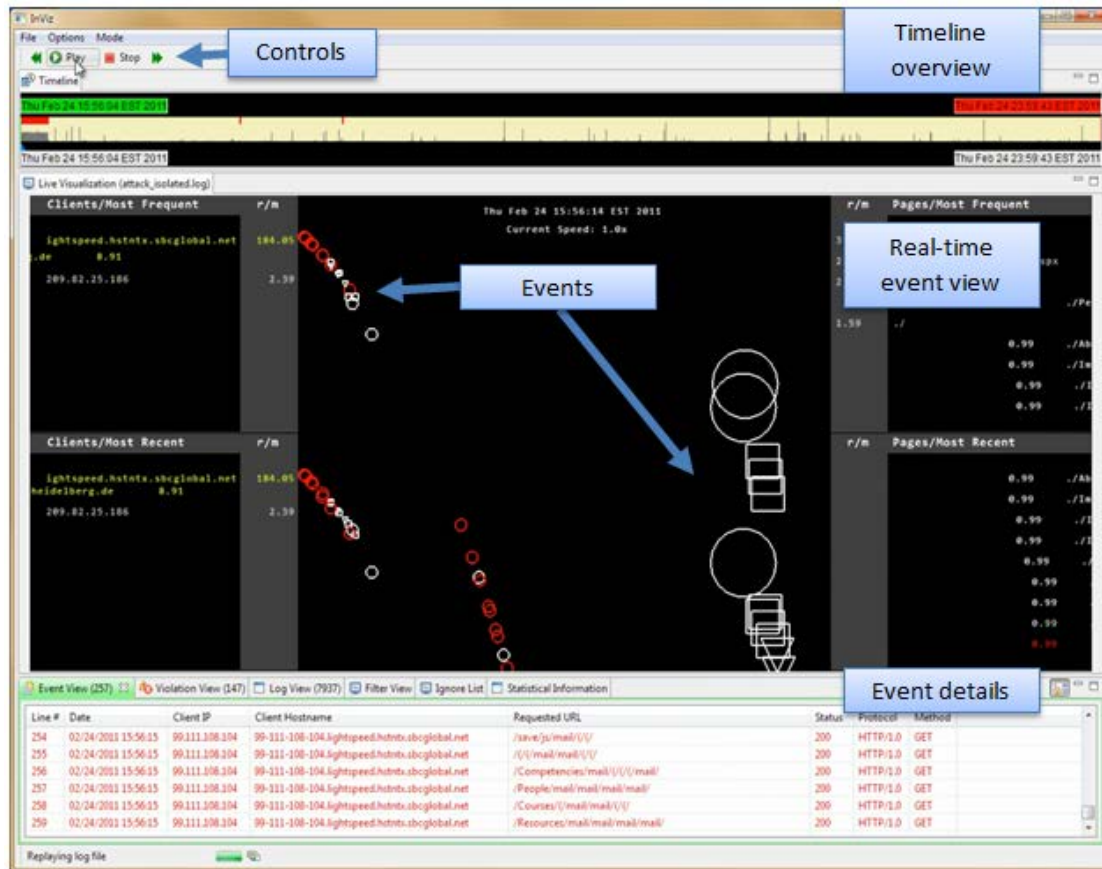 InViz
File Options Mode
Play Stop
Controls
Timeline overview
Timeline
Thu Feb 24 15:56:04 EST 2011
Thu Feb 24 23:59:43 EST 2011
Thu Feb 24 15:56:04 EST 2011
Thu Feb 24 23:59:43 EST 2011
Live Visualization (attack_isolated.log)
Clients/Most Frequent r/m
Thu Feb 24 15:56:14 EST 2011
Current Speed: 1.0x
r/m Pages/Most Frequent
ightspeed.hstntx.sbcglobal.net 184.05
.de 8.91
209.82.25.186 2.39
Events
Real-time event view
3
2 spx
2
./Pe
1.59 ./
0.99 ./Ab
0.99 ./Im
0.99 ./I
0.99 ./I
Clients/Most Recent r/m
r/m Pages/Most Recent
ightspeed.hstntx.sbcglobal.net 184.05
heidelberg.de 8.91
209.82.25.186 2.39
0.99 ./Ab
0.99 ./Im
0.99 ./I
0.99 ./I
0.99 ./
0.99
0.99
0.99
0.99
Event View (257) Violation View (147) Log View (7937) Filter View Ignore List Statistical Information
Event details
Line # Date Client IP Client Hostname Requested URL Status Protocol Method
254 02/24/2011 15:56:15 99.111.108.104 99-111-108-104.lightspeed.hstntx.sbcglobal.net /save/js/mail/(/(/ 200 HTTP/1.0 GET
255 02/24/2011 15:56:15 99.111.108.104 99-111-108-104.lightspeed.hstntx.sbcglobal.net /(/(/mail/mail/(/(/ 200 HTTP/1.0 GET
256 02/24/2011 15:56:15 99.111.108.104 99-111-108-104.lightspeed.hstntx.sbcglobal.net /Competencies/mail/(/(/(/mail/ 200 HTTP/1.0 GET
257 02/24/2011 15:56:15 99.111.108.104 99-111-108-104.lightspeed.hstntx.sbcglobal.net /People/mail/mail/mail/mail/ 200 HTTP/1.0 GET
258 02/24/2011 15:56:15 99.111.108.104 99-111-108-104.lightspeed.hstntx.sbcglobal.net /Courses/(/mail/mail/(/(/ 200 HTTP/1.0 GET
259 02/24/2011 15:56:15 99.111.108.104 99-111-108-104.lightspeed.hstntx.sbcglobal.net /Resources/mail/mail/mail/mail/ 200 HTTP/1.0 GET
Replaying log file